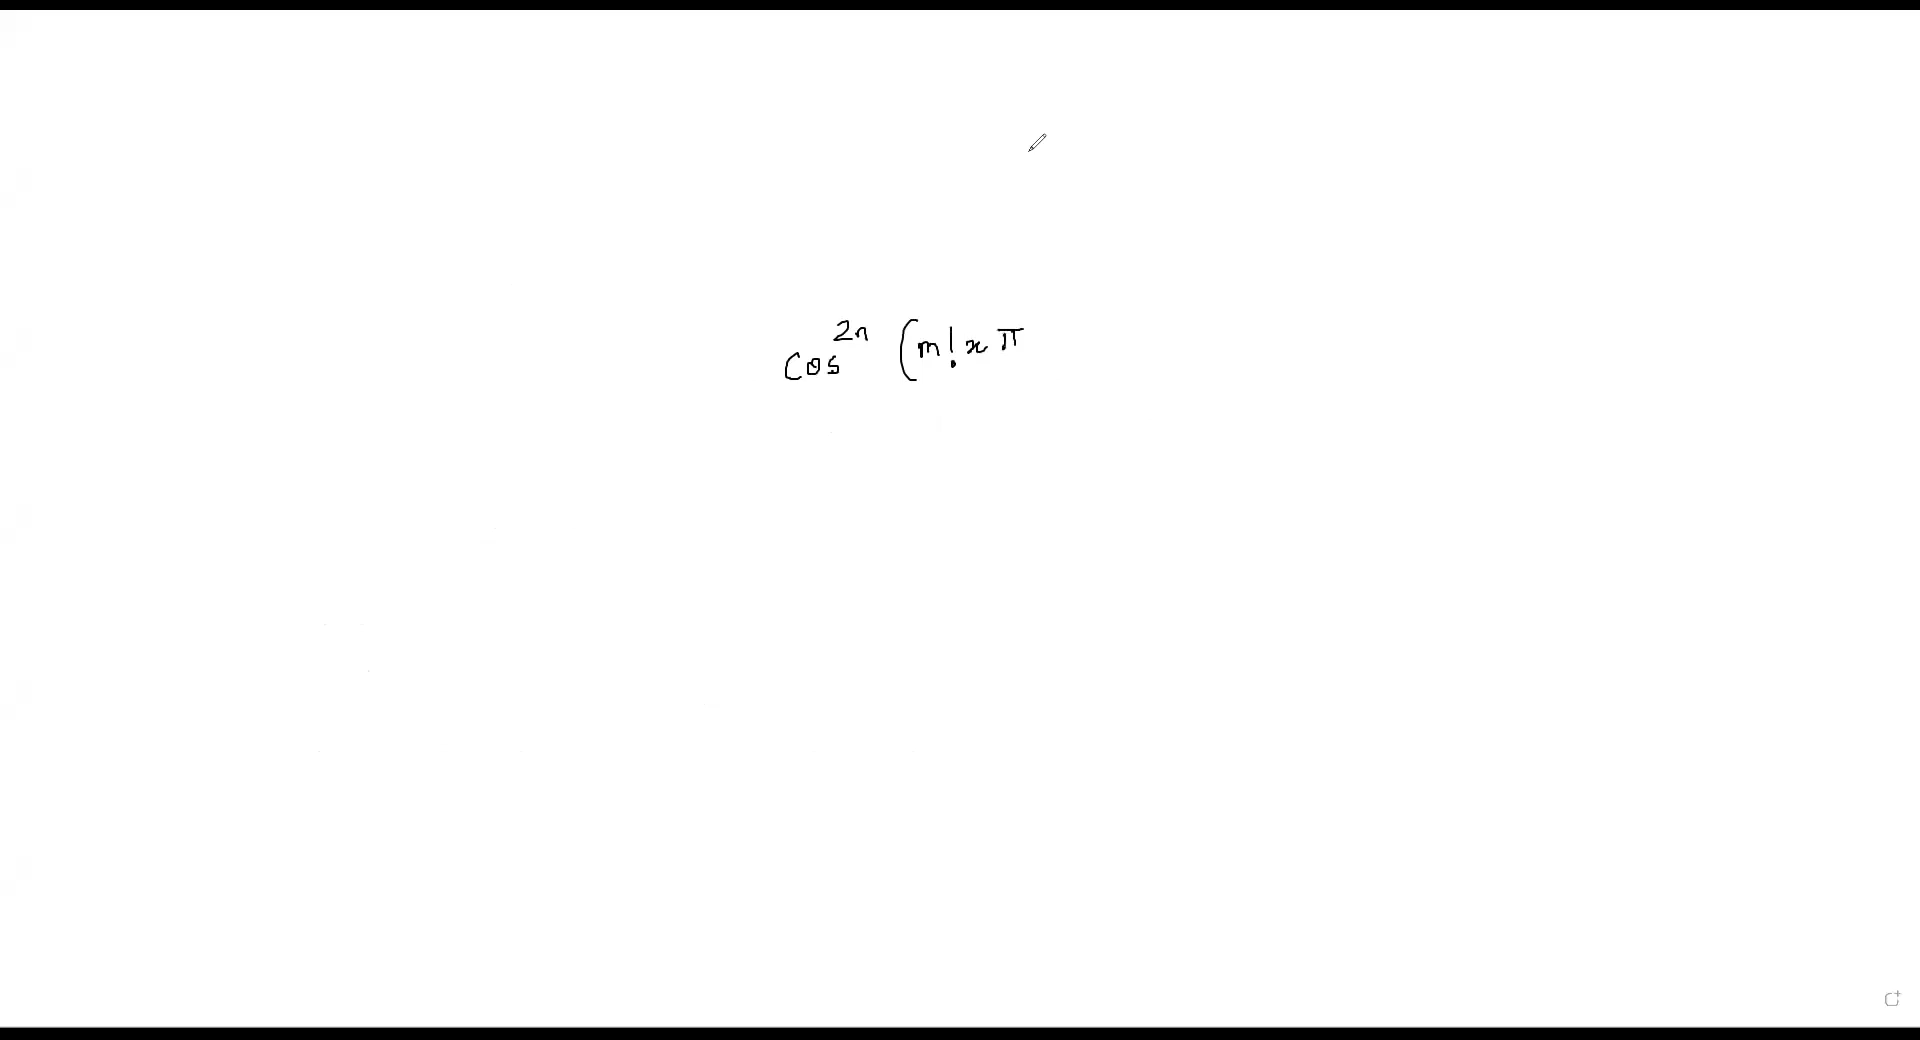 cos^{2n} (m! x π